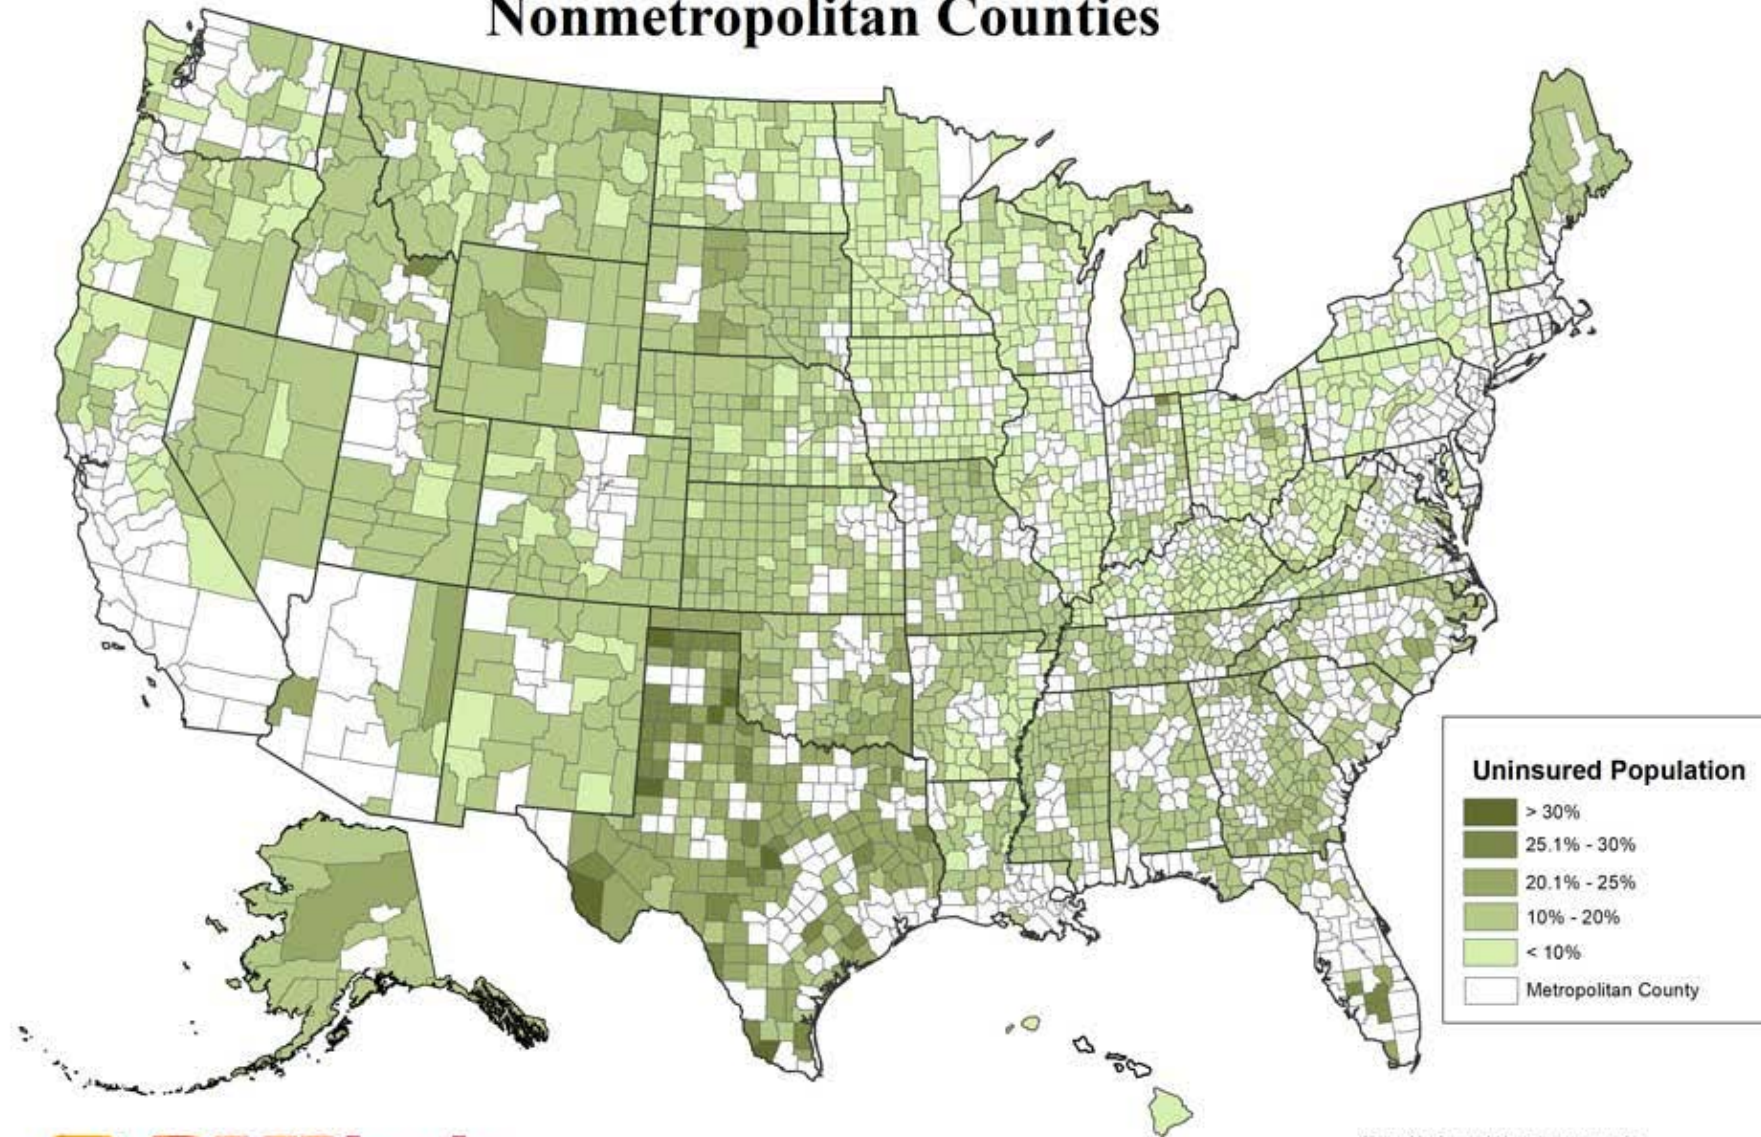 Nonmetropolitan Counties
Uninsured Population
> 30%
25.1% - 30%
20.1% - 25%
10% - 20%
< 10%
Metropolitan County